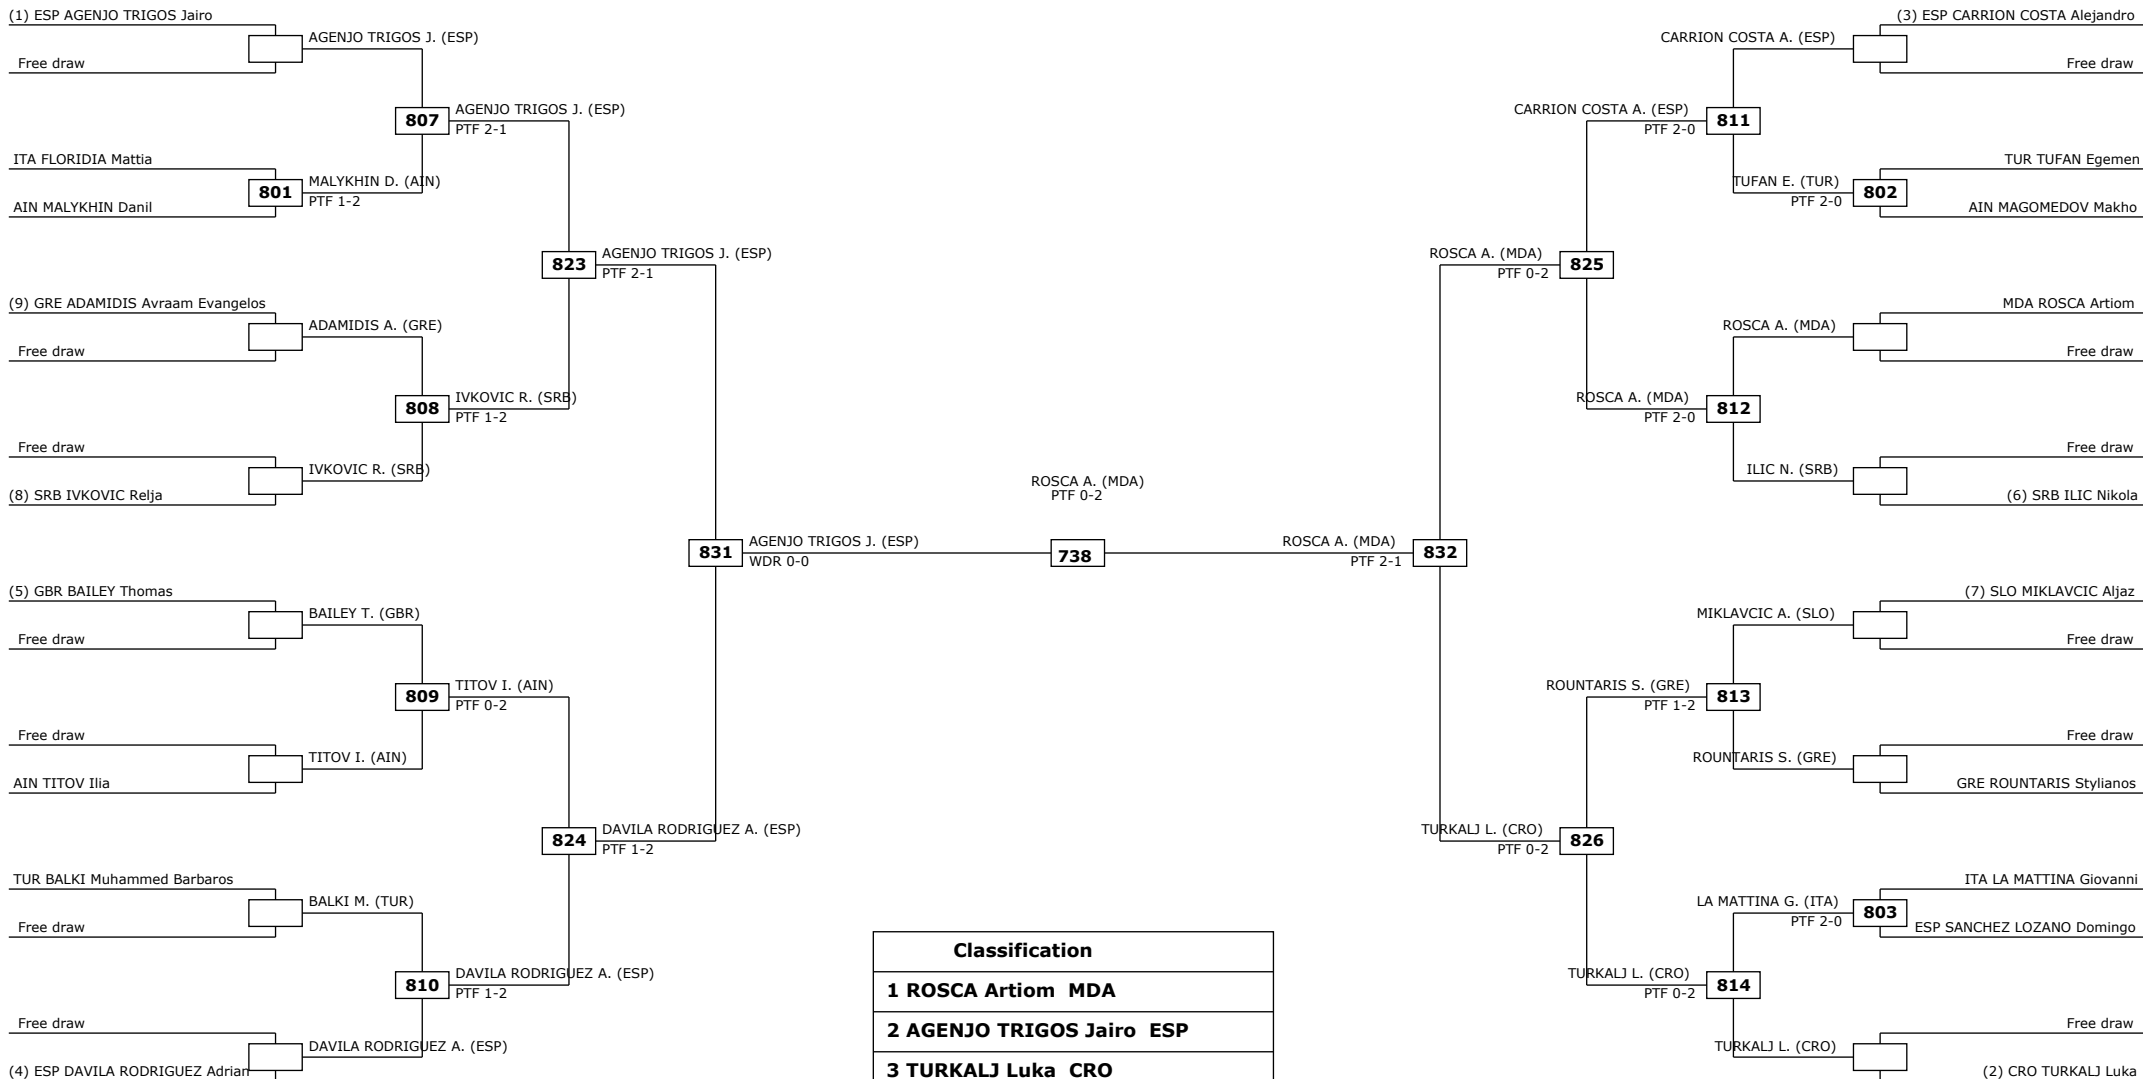 (1) ESP AGENJO TRIGOS Jairo
AGENJO TRIGOS J. (ESP)
Free draw
807
AGENJO TRIGOS J. (ESP)
PTF 2-1
ITA FLORIDIA Mattia
801
MALYKHIN D. (AIN)
PTF 1-2
AIN MALYKHIN Danil
823
AGENJO TRIGOS J. (ESP)
PTF 2-1
(9) GRE ADAMIDIS Avraam Evangelos
ADAMIDIS A. (GRE)
Free draw
808
IVKOVIC R. (SRB)
PTF 1-2
Free draw
IVKOVIC R. (SRB)
(8) SRB IVKOVIC Relja
831
AGENJO TRIGOS J. (ESP)
WDR 0-0
(5) GBR BAILEY Thomas
BAILEY T. (GBR)
Free draw
809
TITOV I. (AIN)
PTF 0-2
Free draw
TITOV I. (AIN)
AIN TITOV Ilia
824
DAVILA RODRIGUEZ A. (ESP)
PTF 1-2
TUR BALKI Muhammed Barbaros
BALKI M. (TUR)
Free draw
810
DAVILA RODRIGUEZ A. (ESP)
PTF 1-2
Free draw
DAVILA RODRIGUEZ A. (ESP)
(4) ESP DAVILA RODRIGUEZ Adrian
ROSCA A. (MDA)
PTF 0-2
738
Classification
1 ROSCA Artiom MDA
2 AGENJO TRIGOS Jairo ESP
3 TURKALJ Luka CRO
(3) ESP CARRION COSTA Alejandro
CARRION COSTA A. (ESP)
Free draw
CARRION COSTA A. (ESP)
PTF 2-0
811
TUR TUFAN Egemen
TUFAN E. (TUR)
PTF 2-0
802
AIN MAGOMEDOV Makho
ROSCA A. (MDA)
PTF 0-2
825
MDA ROSCA Artiom
ROSCA A. (MDA)
Free draw
ROSCA A. (MDA)
PTF 2-0
812
Free draw
ILIC N. (SRB)
(6) SRB ILIC Nikola
ROSCA A. (MDA)
PTF 2-1
832
(7) SLO MIKLAVCIC Aljaz
MIKLAVCIC A. (SLO)
Free draw
ROUNTARIS S. (GRE)
PTF 1-2
813
Free draw
ROUNTARIS S. (GRE)
GRE ROUNTARIS Stylianos
TURKALJ L. (CRO)
PTF 0-2
826
ITA LA MATTINA Giovanni
LA MATTINA G. (ITA)
PTF 2-0
803
ESP SANCHEZ LOZANO Domingo
TURKALJ L. (CRO)
PTF 0-2
814
Free draw
TURKALJ L. (CRO)
(2) CRO TURKALJ Luka